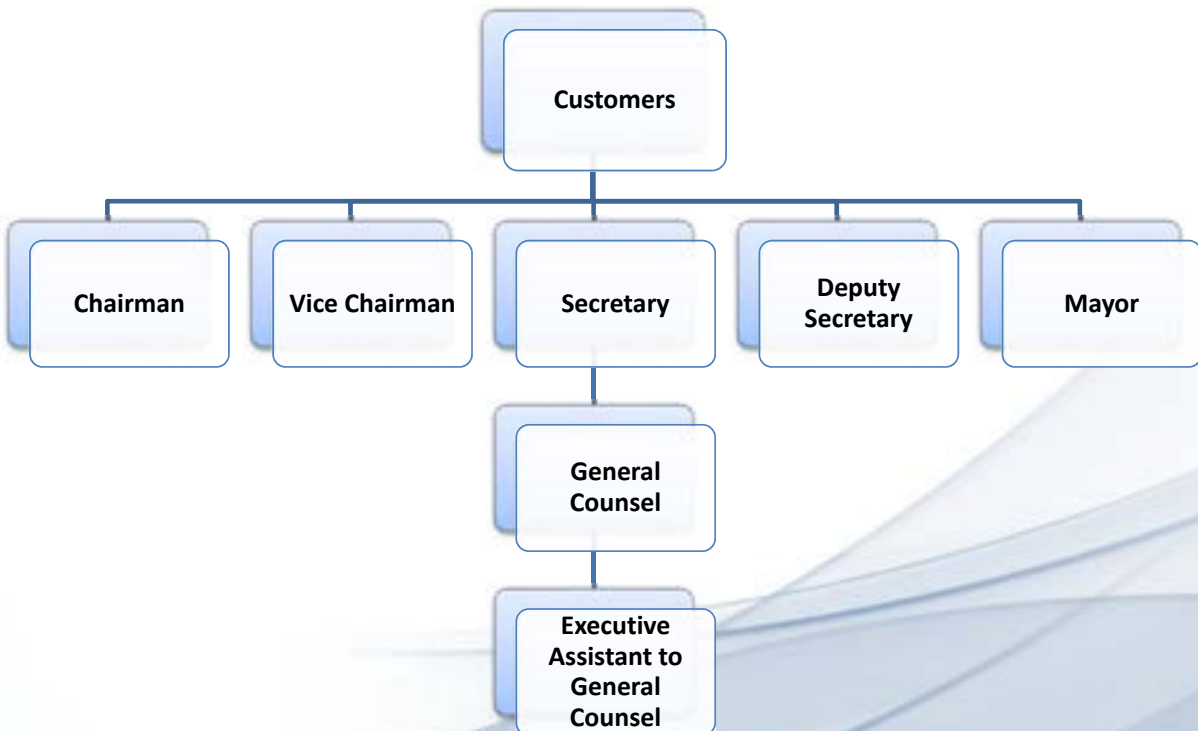 Customers
Chairman
Vice Chairman
Secretary
Deputy
Secretary
Mayor
General
Counsel
Executive
Assistant to
General
Counsel